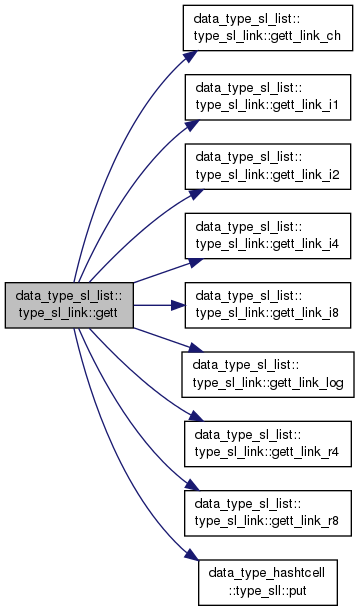 data_type_sl_list::
type_sl_link::gett
data_type_sl_list::
type_sl_link::gett_link_ch
data_type_sl_list::
type_sl_link::gett_link_i1
data_type_sl_list::
type_sl_link::gett_link_i2
data_type_sl_list::
type_sl_link::gett_link_i4
data_type_sl_list::
type_sl_link::gett_link_i8
data_type_sl_list::
type_sl_link::gett_link_log
data_type_sl_list::
type_sl_link::gett_link_r4
data_type_sl_list::
type_sl_link::gett_link_r8
data_type_hashtcell
::type_sll::put